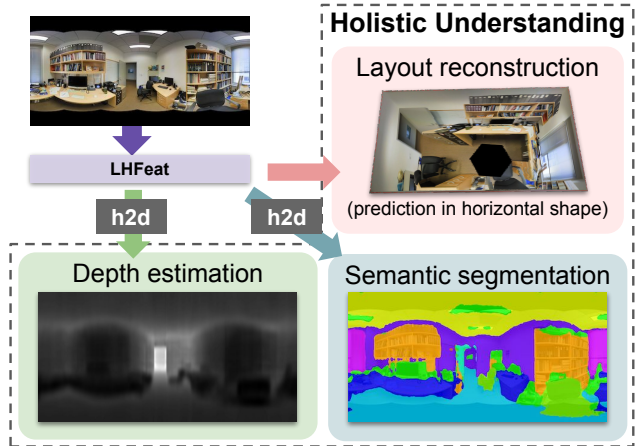 Holistic Understanding
Layout reconstruction
(prediction in horizontal shape)
LHFeat
h2d
h2d
Depth estimation
Semantic segmentation